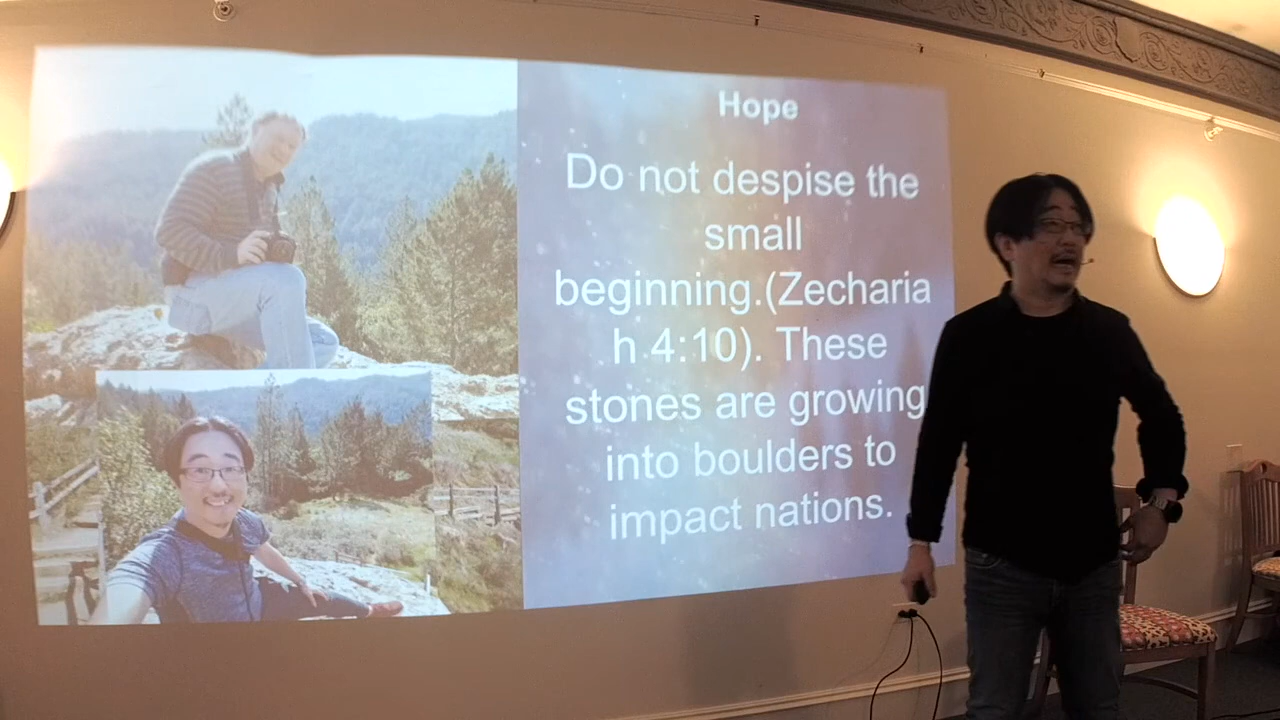 Hope
Do not despise the
small
beginning.(Zecharia
h 4:10). These
stones are growing
into boulders to
impact nations.